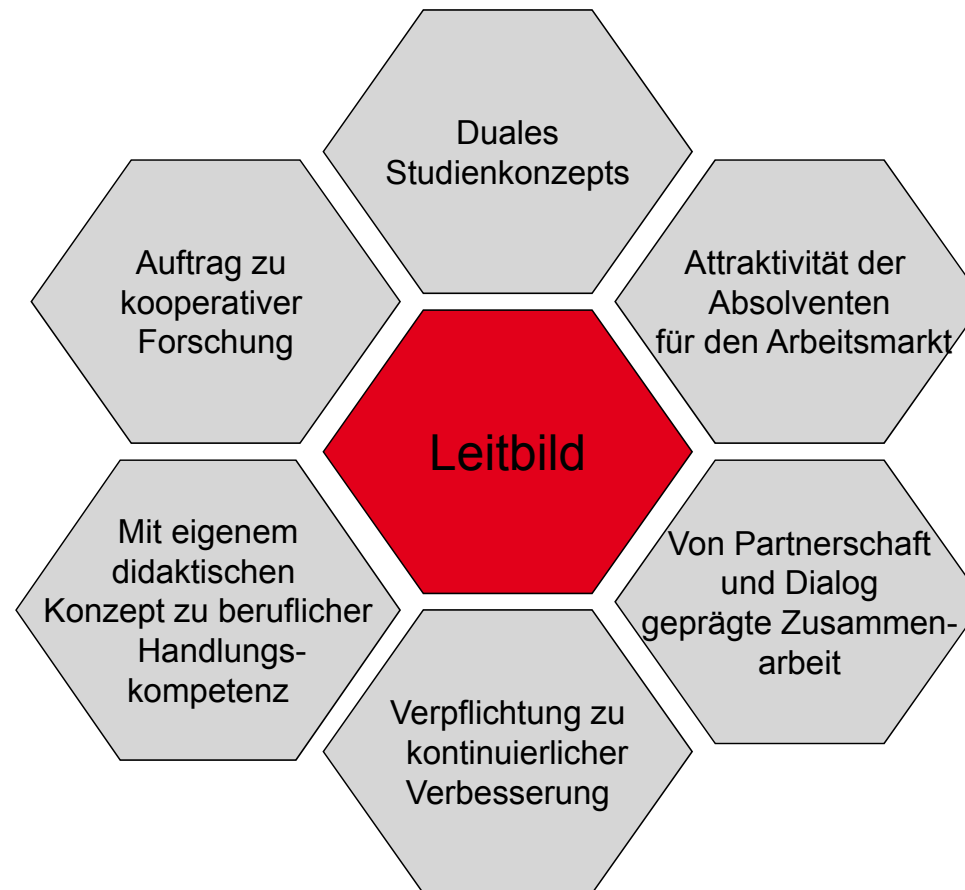 Duales
Studienkonzepts
Auftrag zu
kooperativer
Forschung
Attraktivität der
Absolventen
für den Arbeitsmarkt
Leitbild
Mit eigenem
didaktischen
Konzept zu beruflicher
Handlungs-
kompetenz
Von Partnerschaft
und Dialog
geprägte Zusammen-
arbeit
Verpflichtung zu
kontinuierlicher
Verbesserung